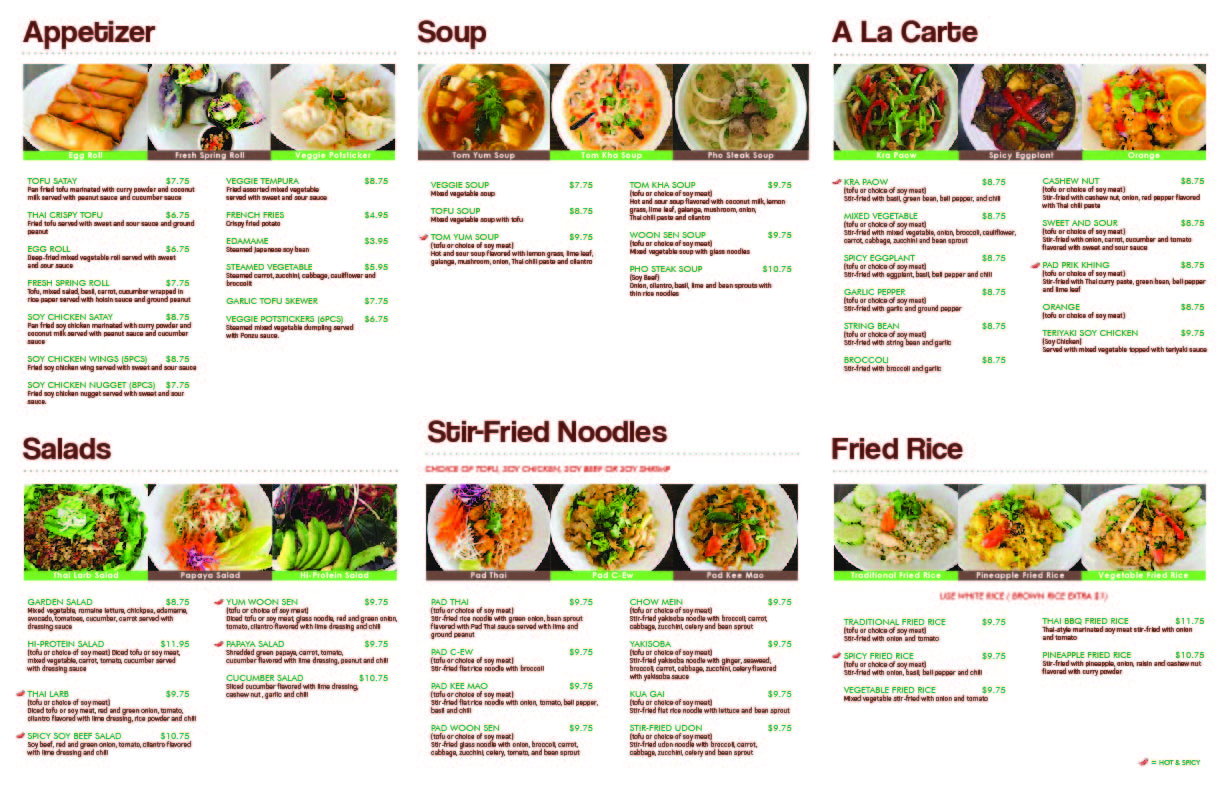 Appetizer
Egg Roll
Fresh Spring Roll
Veggie Potsticker
TOFU SATAY $7.75
Pan fried tofu marinated with curry powder and coconut
milk served with peanut sauce and cucumber sauce
THAI CRISPY TOFU $6.75
Fried tofu served with sweet and sour sauce and ground
peanut
EGG ROLL $6.75
Deep-fried mixed vegetable roll served with sweet
and sour sauce
FRESH SPRING ROLL $7.75
Tofu, mixed salad, basil, carrot, cucumber wrapped in
rice paper served with hoisin sauce and ground peanut
SOY CHICKEN SATAY $8.75
Pan fried soy chicken marinated with curry powder and
coconut milk served with peanut sauce and cucumber
sauce
SOY CHICKEN WINGS (5PCS) $8.75
Fried soy chicken wing served with sweet and sour sauce
SOY CHICKEN NUGGET (8PCS) $7.75
Fried soy chicken nugget served with sweet and sour
sauce.
VEGGIE TEMPURA $8.75
Fried assorted mixed vegetable
served with sweet and sour sauce
FRENCH FRIES $4.95
Crispy fried potato
EDAMAME $3.95
Steamed Japanese soy bean
STEAMED VEGETABLE $5.95
Steamed carrot, zucchini, cabbage, cauliflower and
broccolli
GARLIC TOFU SKEWER $7.75
VEGGIE POTSTICKERS (6PCS) $6.75
Steamed mixed vegetable dumpling served
with Ponzu sauce.
Soup
Tom Yum Soup
Tom Kha Soup
Pho Steak Soup
VEGGIE SOUP $7.75
Mixed vegetable soup
TOFU SOUP $8.75
Mixed vegetable soup with tofu
TOM YUM SOUP $9.75
(tofu or choice of soy meat)
Hot and sour soup flavored with lemon grass, lime leaf,
galanga, mushroom, onion, Thai chili paste and cilantro
TOM KHA SOUP $9.75
(tofu or choice of soy meat)
Hot and sour soup flavored with coconut milk, lemon
grass, lime leaf, galanga, mushroom, onion,
Thai chili paste and cilantro
WOON SEN SOUP $9.75
(tofu or choice of soy meat)
Mixed vegetable soup with glass noodles
PHO STEAK SOUP $10.75
(Soy Beef)
Onion, cilantro, basil, lime and bean sprouts with
thin rice noodles
A La Carte
Kra Paow
Spicy Eggplant
Orange
KRA PAOW $8.75
(tofu or choice of soy meat)
Stir-fried with basil, green bean, bell pepper, and chili
MIXED VEGETABLE $8.75
(tofu or choice of soy meat)
Stir-fried with mixed vegetable, onion, broccoli, cauliflower,
carrot, cabbage, zucchini and bean sprout
SPICY EGGPLANT $8.75
(tofu or choice of soy meat)
Stir-fried with eggplant, basil, bell pepper and chili
GARLIC PEPPER $8.75
(tofu or choice of soy meat)
Stir-fried with garlic and ground pepper
STRING BEAN $8.75
(tofu or choice of soy meat)
Stir-fried with string bean and garlic
BROCCOLI $8.75
Stir-fried with broccoli and garlic
CASHEW NUT $8.75
(tofu or choice of soy meat)
Stir-fried with cashew nut, onion, red pepper flavored
with Thai chili paste
SWEET AND SOUR $8.75
(tofu or choice of soy meat)
Stir-fried with onion, carrot, cucumber and tomato
flavored with sweet and sour sauce
PAD PRIK KHING $8.75
(tofu or choice of soy meat)
Stir-fried with Thai curry paste, green bean, bell pepper
and lime leaf
ORANGE $8.75
(tofu or choice of soy meat)
TERIYAKI SOY CHICKEN $9.75
(Soy Chicken)
Served with mixed vegetable topped with teriyaki sauce
Salads
Thai Larb Salad
Papaya Salad
Hi-Protein Salad
GARDEN SALAD $8.75
Mixed vegetable, romaine lettuce, chickpea, edamame,
avocado, tomatoes, cucumber, carrot served with
dressing sauce
HI-PROTEIN SALAD $11.95
(tofu or choice of soy meat) Diced tofu or soy meat,
mixed vegetable, carrot, tomato, cucumber served
with dressing sauce
THAI LARB $9.75
(tofu or choice of soy meat)
Diced tofu or soy meat, red and green onion, tomato,
cilantro flavored with lime dressing, rice powder and chili
SPICY SOY BEEF SALAD $10.75
Soy beef, red and green onion, tomato, cilantro flavored
with lime dressing and chili
YUM WOON SEN $9.75
(tofu or choice of soy meat)
Diced tofu or soy meat, glass noodle, red and green onion,
tomato, cilantro flavored with lime dressing and chili
PAPAYA SALAD $9.75
Shredded green papaya, carrot, tomato,
cucumber flavored with lime dressing, peanut and chili
CUCUMBER SALAD $10.75
Sliced cucumber flavored with lime dressing,
cashew nut , garlic and chili
Stir-Fried Noodles
CHOICE OF TOFU, SOY CHICKEN, SOY BEEF OR SOY SHRIMP
Pad Thai
Pad C-Ew
Pad Kee Mao
PAD THAI $9.75
(tofu or choice of soy meat)
Stir-fried rice noodle with green onion, bean sprout
flavored with Pad Thai sauce served with lime and
ground peanut
PAD C-EW $9.75
(tofu or choice of soy meat)
Stir-fried flat rice noodle with broccoli
PAD KEE MAO $9.75
(tofu or choice of soy meat)
Stir-fried flat rice noodle with onion, tomato, bell pepper,
basil and chili
PAD WOON SEN $9.75
(tofu or choice of soy meat)
Stir-fried glass noodle with onion, broccoli, carrot,
cabbage, zucchini, celery, tomato, and bean sprout
CHOW MEIN $9.75
(tofu or choice of soy meat)
Stir-fried yakisoba noodle with broccoli, carrot,
cabbage, zucchini, celery and bean sprout
YAKISOBA $9.75
(tofu or choice of soy meat)
Stir-fried yakisoba noodle with ginger, seaweed,
broccoli, carrot, cabbage, zucchini, celery flavored
with yakisoba sauce
KUA GAI $9.75
(tofu or choice of soy meat)
Stir-fried flat rice noodle with lettuce and bean sprout
STIR-FRIED UDON $9.75
(tofu or choice of soy meat)
Stir-fried udon noodle with broccoli, carrot,
cabbage, zucchini, celery and bean sprout
Fried Rice
Traditional Fried Rice
Pineapple Fried Rice
Vegetable Fried Rice
USE WHITE RICE ( BROWN RICE EXTRA $1)
TRADITIONAL FRIED RICE $9.75
(tofu or choice of soy meat)
Stir-fried with onion and tomato
SPICY FRIED RICE $9.75
(tofu or choice of soy meat)
Stir-fried with onion, basil, bell pepper and chili
VEGETABLE FRIED RICE $9.75
Mixed vegetable stir-fried with onion and tomato
THAI BBQ FRIED RICE $11.75
Thai-style marinated soy meat stir-fried with onion
and tomato
PINEAPPLE FRIED RICE $10.75
Stir-fried with pineapple, onion, raisin and cashew nut
flavored with curry powder
= HOT & SPICY